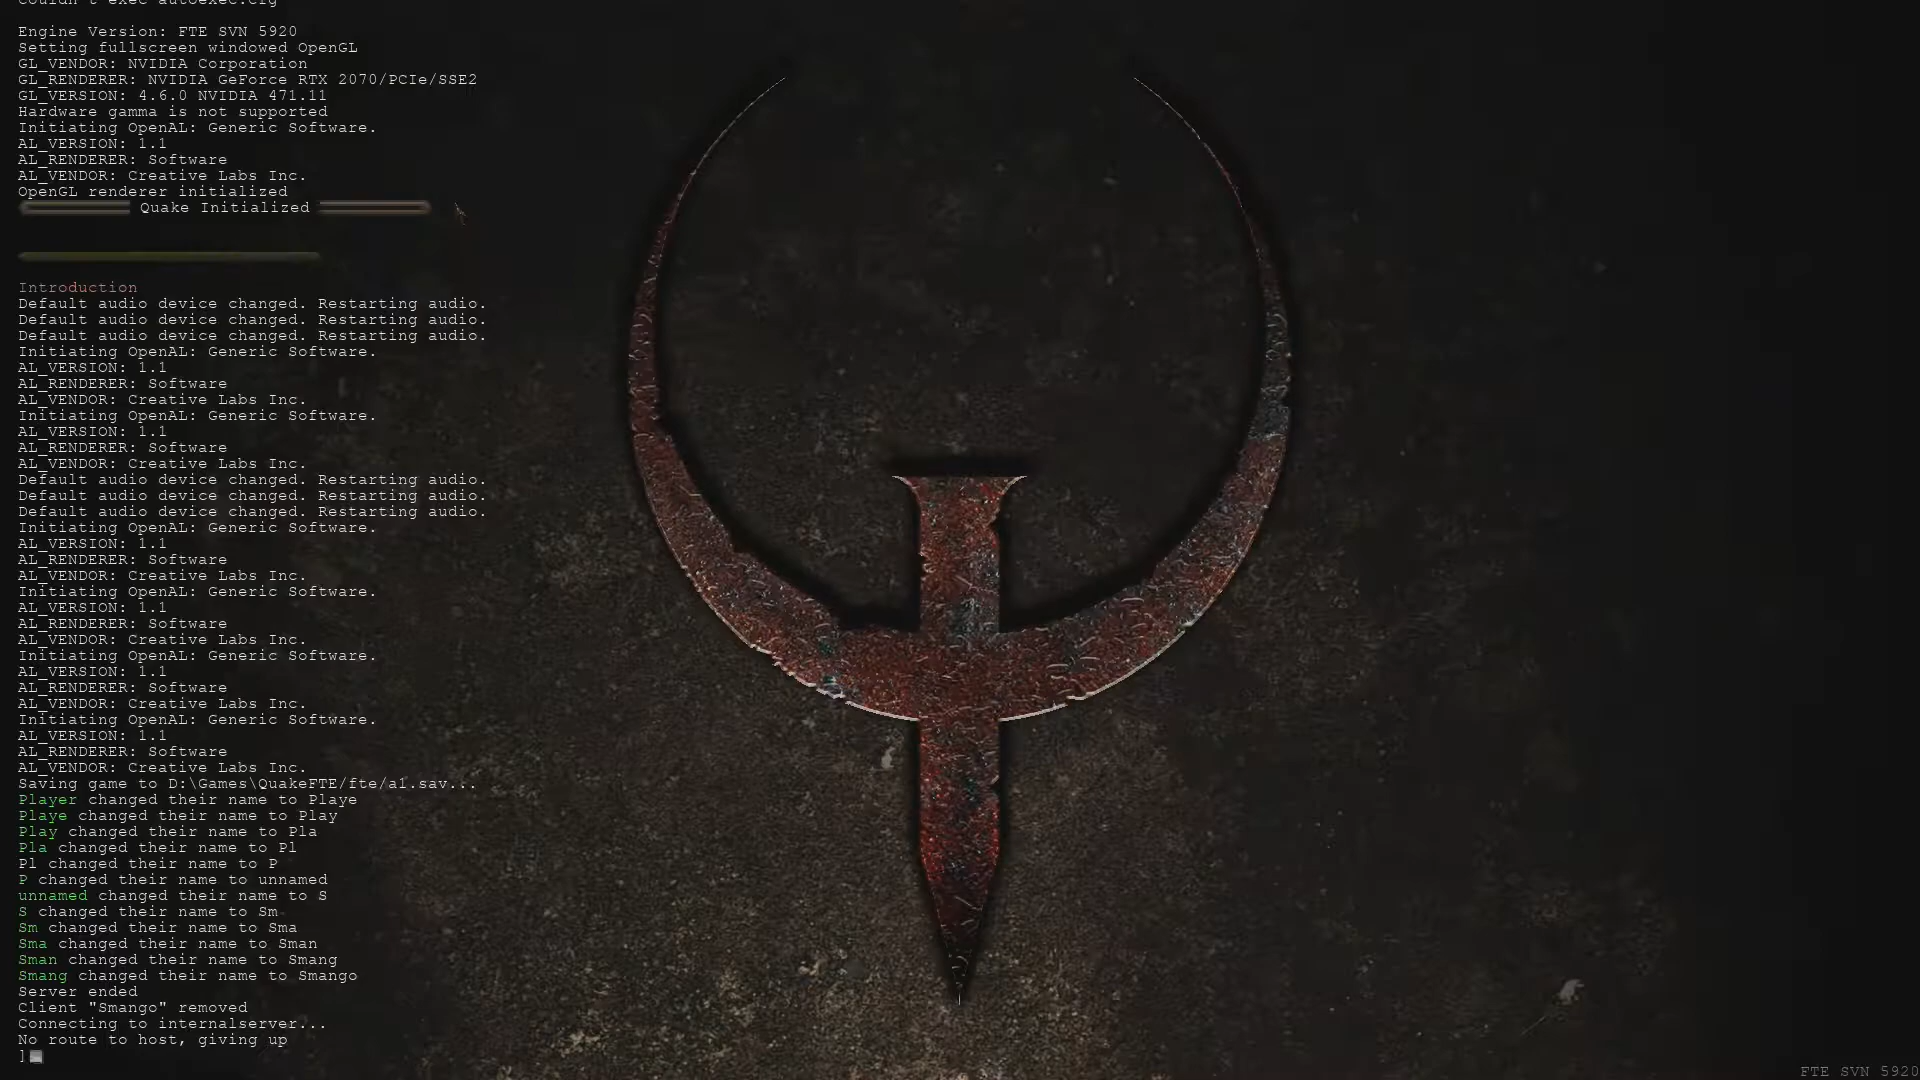 Couldn't exec autoexec.cfg
Engine Version: FTE SVN 5920
Setting fullscreen windowed OpenGL
GL_VENDOR: NVIDIA Corporation
GL_RENDERER: NVIDIA GeForce RTX 2070/PCIe/SSE2
GL_VERSION: 4.6.0 NVIDIA 471.11
Hardware gamma is not supported
Initiating OpenAL: Generic Software.
AL_VERSION: 1.1
AL_RENDERER: Software
AL_VENDOR: Creative Labs Inc.
OpenGL renderer initialized
Quake Initialized
Introduction
Default audio device changed. Restarting audio.
Default audio device changed. Restarting audio.
Default audio device changed. Restarting audio.
Initiating OpenAL: Generic Software.
AL_VERSION: 1.1
AL_RENDERER: Software
AL_VENDOR: Creative Labs Inc.
Initiating OpenAL: Generic Software.
AL_VERSION: 1.1
AL_RENDERER: Software
AL_VENDOR: Creative Labs Inc.
Default audio device changed. Restarting audio.
Default audio device changed. Restarting audio.
Default audio device changed. Restarting audio.
Initiating OpenAL: Generic Software.
AL_VERSION: 1.1
AL_RENDERER: Software
AL_VENDOR: Creative Labs Inc.
Initiating OpenAL: Generic Software.
AL_VERSION: 1.1
AL_RENDERER: Software
AL_VENDOR: Creative Labs Inc.
Initiating OpenAL: Generic Software.
AL_VERSION: 1.1
AL_RENDERER: Software
AL_VENDOR: Creative Labs Inc.
Initiating OpenAL: Generic Software.
AL_VERSION: 1.1
AL_RENDERER: Software
AL_VENDOR: Creative Labs Inc.
Saving game to D:\Games\QuakeFTE/fte/a1.sav...
Player changed their name to Playe
Playe changed their name to Play
Play changed their name to Pla
Pla changed their name to Pl
Pl changed their name to P
P changed their name to unnamed
unnamed changed their name to S
S changed their name to Sm
Sm changed their name to Sma
Sma changed their name to Sman
Sman changed their name to Smang
Smang changed their name to Smango
Server ended
Client "Smango" removed
Connecting to internalserver...
No route to host, giving up
]
FTE SVN 5920